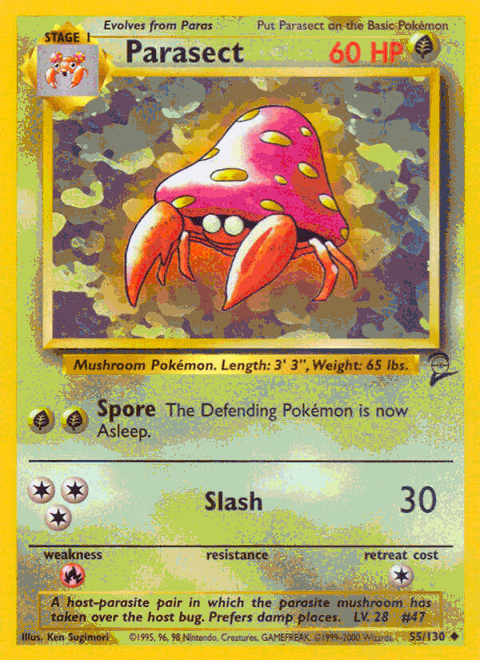 Evolves from Paras Put Parasect on the Basic Pokémon
STAGE 1
Parasect 60 HP
Mushroom Pokémon. Length: 3' 3", Weight: 65 lbs.
Spore The Defending Pokémon is now
Asleep.
Slash 30
weakness resistance retreat cost
A host-parasite pair in which the parasite mushroom has
taken over the host bug. Prefers damp places. LV. 28 #47
Illus. Ken Sugimori ©1995, 96, 98 Nintendo, Creatures, GAMEFREAK. ©1999-2000 Wizards. 55/130